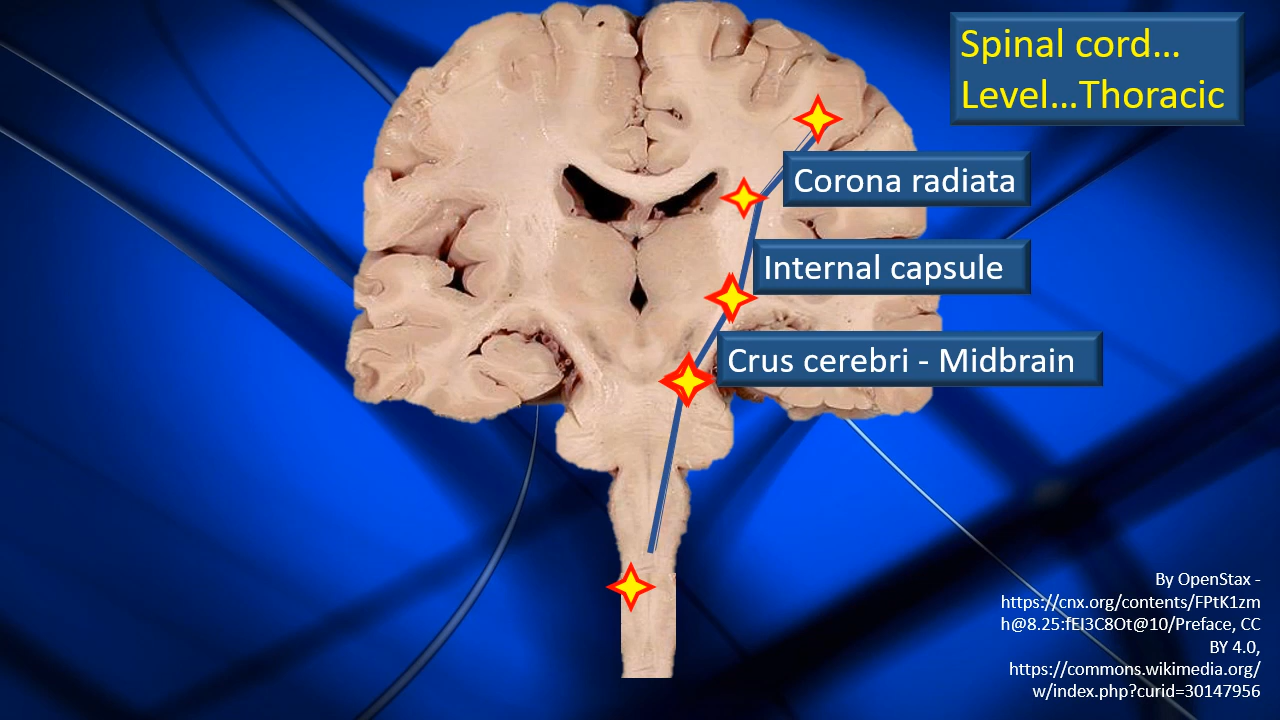 Spinal cord…
Level…Thoracic
Corona radiata
Internal capsule
Crus cerebri - Midbrain
By OpenStax -
https://cnx.org/contents/FPtK1zm
h@8.25:fEI3C8Ot@10/Preface, CC
BY 4.0,
https://commons.wikimedia.org/
w/index.php?curid=30147956